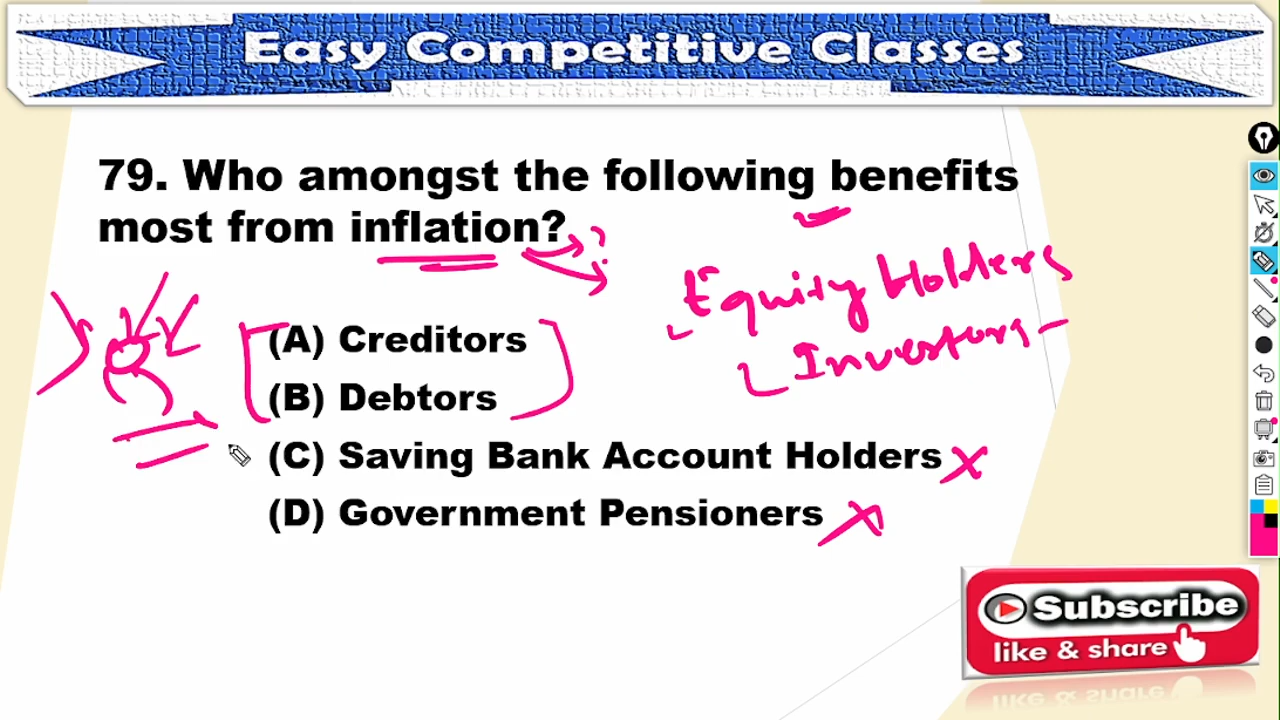 Easy Competitive Classes
79. Who amongst the following benefits
most from inflation?
?
Equity Holders
Investors
(A) Creditors
(B) Debtors
(C) Saving Bank Account Holders
(D) Government Pensioners
Subscribe
like & share